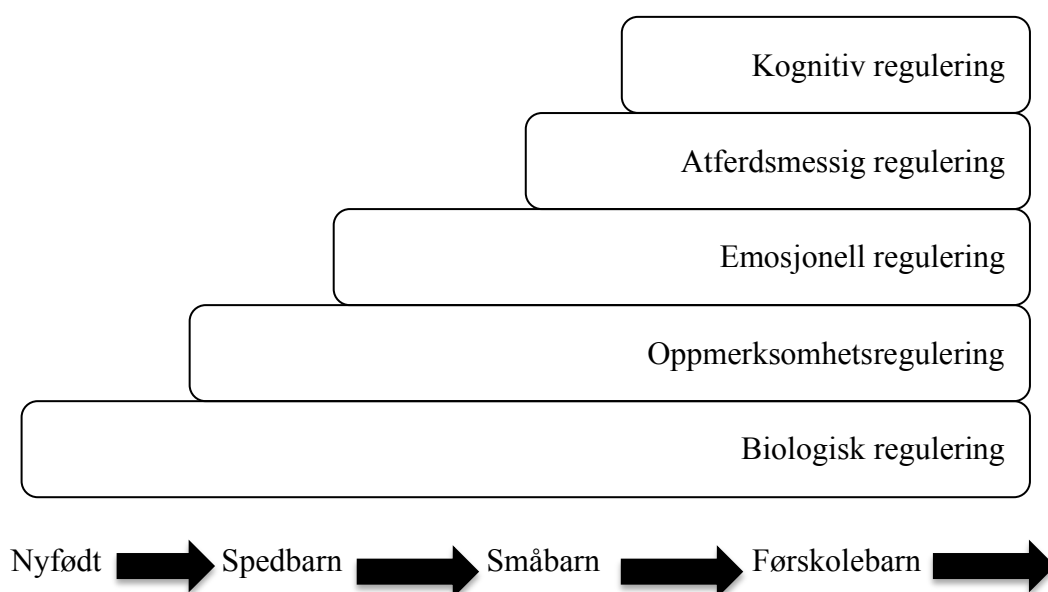 Kognitiv regulering
Atferdsmessig regulering
Emosjonell regulering
Oppmerksomhetsregulering
Biologisk regulering
Nyfødt Spedbarn Småbarn Førskolebarn